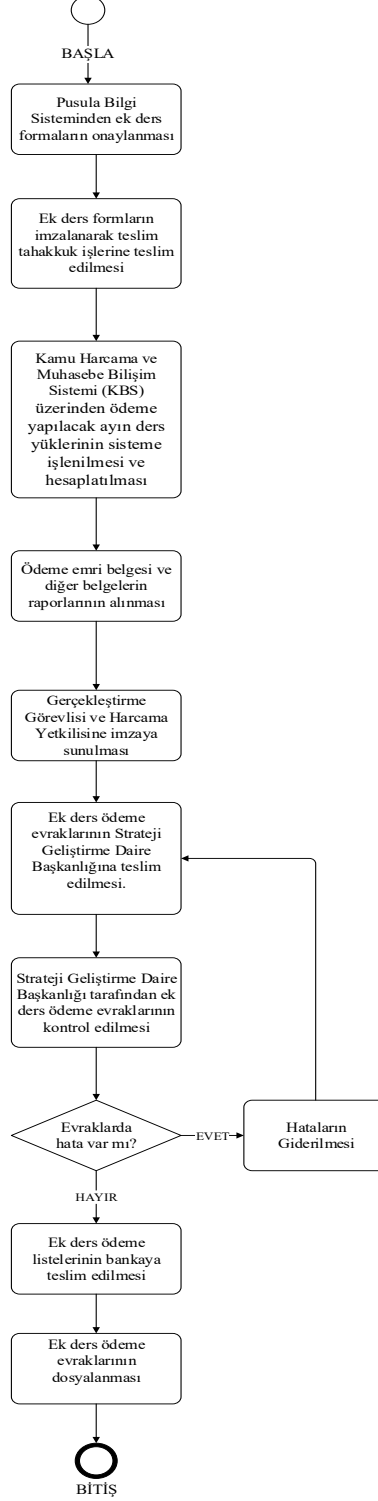 BAŞLA
Pusula Bilgi
Sisteminden ek ders
formaların onaylanması
Ek ders formların
imzalanarak teslim
tahakkuk işlerine teslim
edilmesi
Kamu Harcama ve
Muhasebe Bilişim
Sistemi (KBS)
üzerinden ödeme
yapılacak ayın ders
yüklerinin sisteme
işlenilmesi ve
hesaplatılması
Ödeme emri belgesi ve
diğer belgelerin
raporlarının alınması
Gerçekleştirme
Görevlisi ve Harcama
Yetkilisine imzaya
sunulması
Ek ders ödeme
evraklarının Strateji
Geliştirme Daire
Başkanlığına teslim
edilmesi.
Strateji Geliştirme Daire
Başkanlığı tarafından ek
ders ödeme evraklarının
kontrol edilmesi
Evraklarda
hata var mı?
EVET
Hataların
Giderilmesi
HAYIR
Ek ders ödeme
listelerinin bankaya
teslim edilmesi
Ek ders ödeme
evraklarının
dosyalanması
BİTİŞ